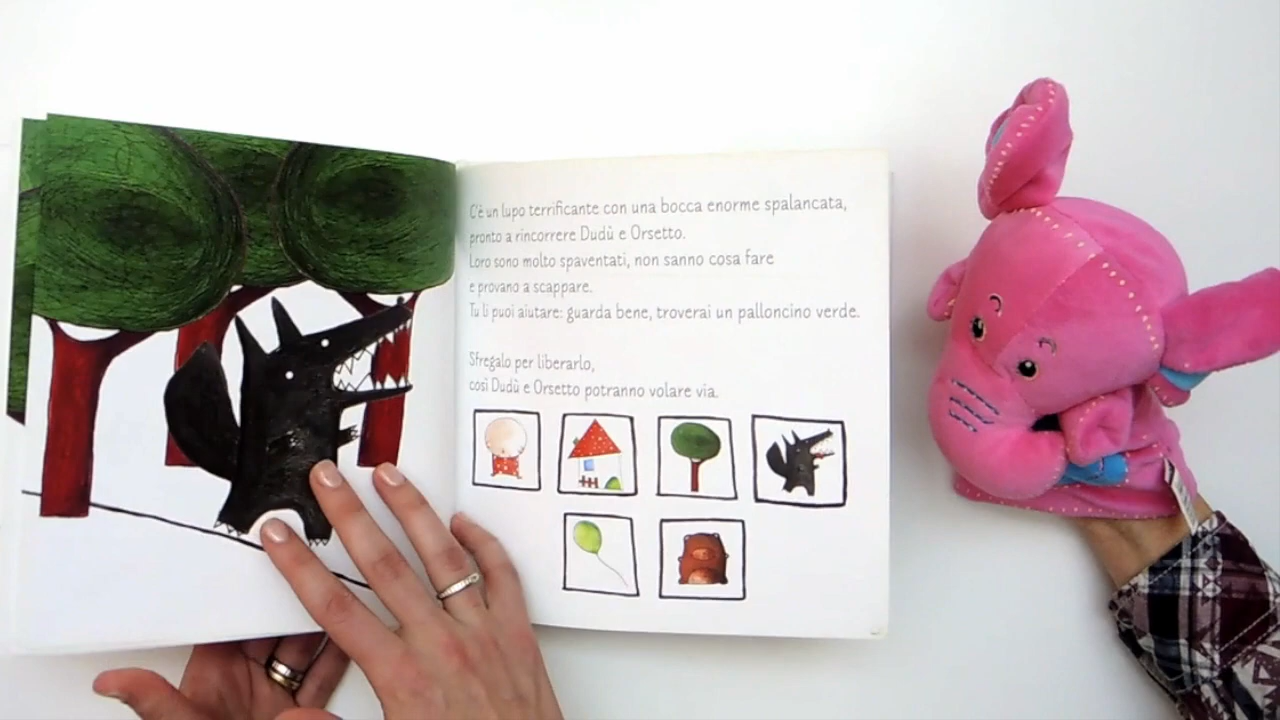 C'è un lupo terrificante con una bocca enorme spalancata,
pronto a rincorrere Dudù e Orsetto.
Loro sono molto spaventati, non sanno cosa fare
e provano a scappare.
Tu li puoi aiutare: guarda bene, troverai un palloncino verde.
Sfregalo per liberarlo,
così Dudù e Orsetto potranno volare via.